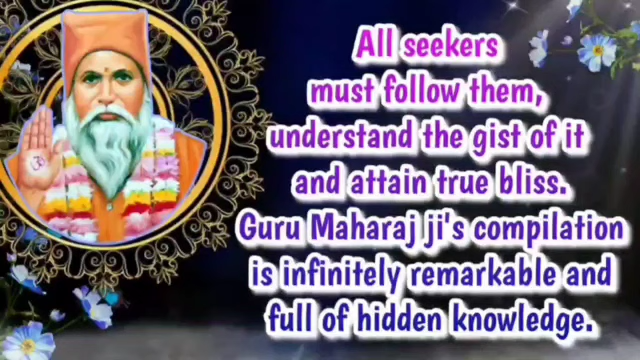 All seekers
must follow them,
understand the gist of it
and attain true bliss.
Guru Maharaj ji's compilation
is infinitely remarkable and
full of hidden knowledge.
ॐ